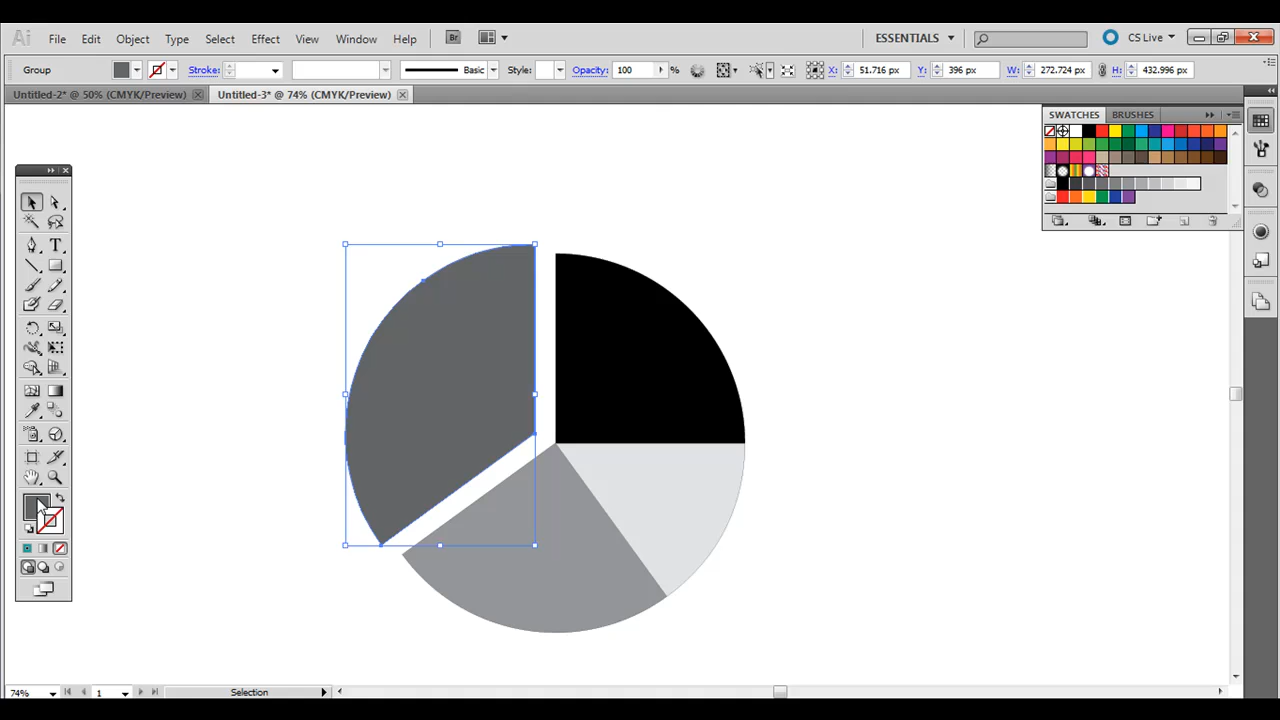 Ai File Edit Object Type Select Effect View Window Help Br ESSENTIALS CS Live
Group Stroke: Basic Style: Opacity: 100 % X: 51.716 px Y: 396 px W: 272.724 px H: 432.996 px
Untitled-2* @ 50% (CMYK/Preview) Untitled-3* @ 74% (CMYK/Preview)
SWATCHES BRUSHES
T
74% 1 Selection